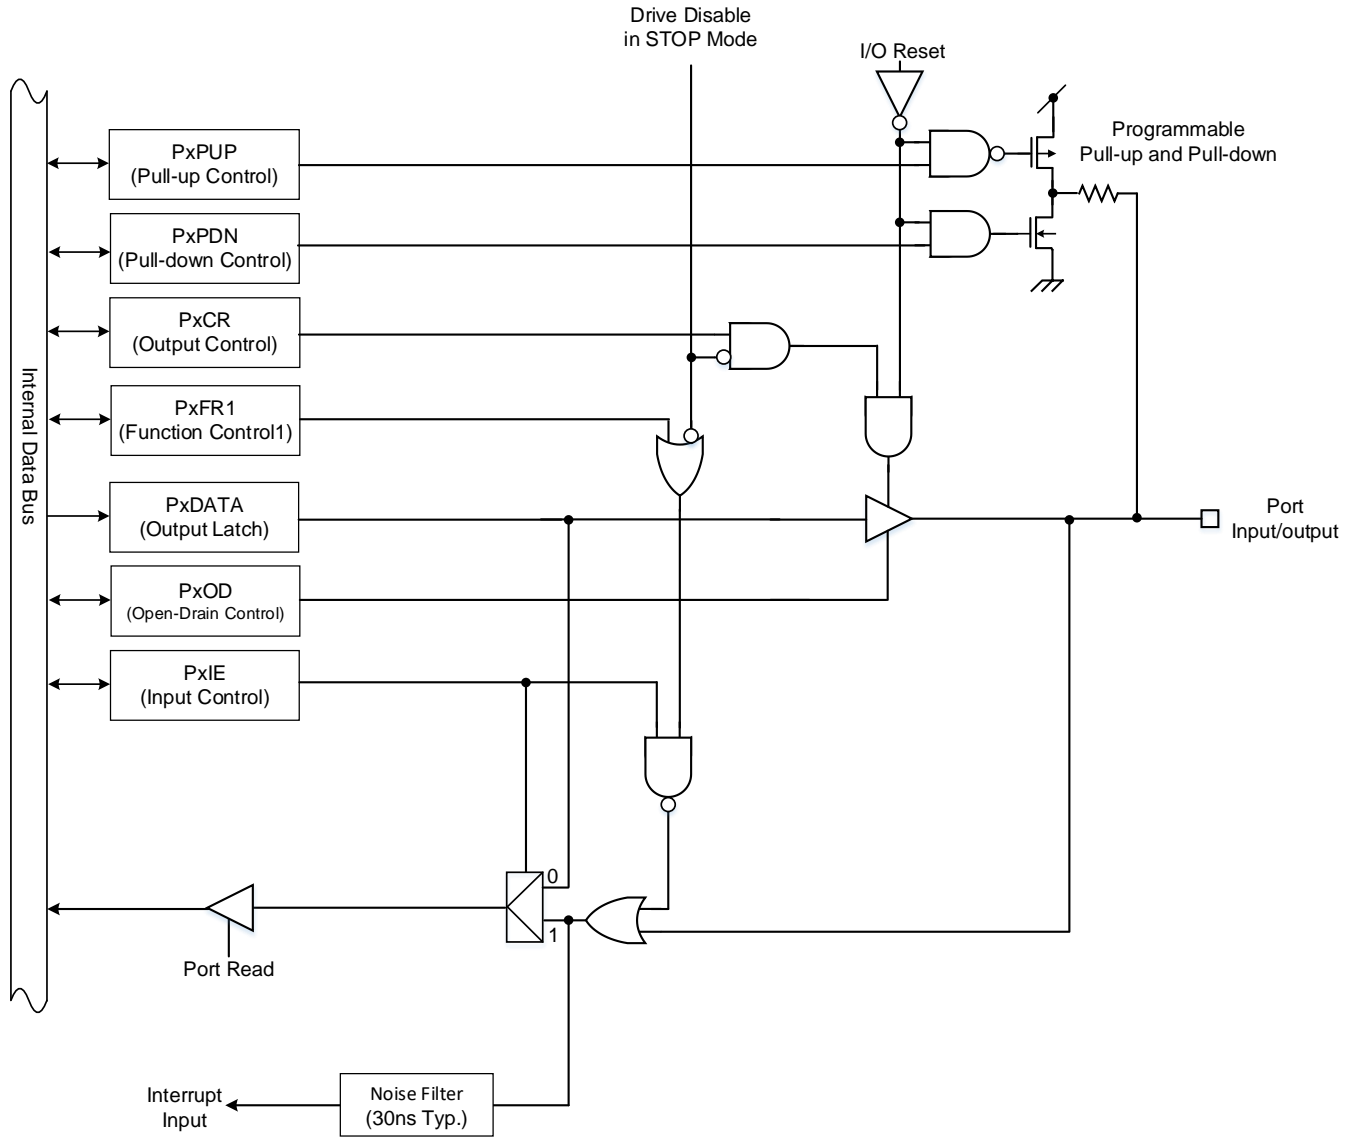 Drive Disable
in STOP Mode
I/O Reset
Programmable
Pull-up and Pull-down
PxPUP
(Pull-up Control)
PxPDN
(Pull-down Control)
PxCR
(Output Control)
Internal Data Bus
PxFR1
(Function Control1)
PxDATA
(Output Latch)
Port
Input/output
PxOD
(Open-Drain Control)
PxIE
(Input Control)
0
1
Port Read
Interrupt
Input
Noise Filter
(30ns Typ.)